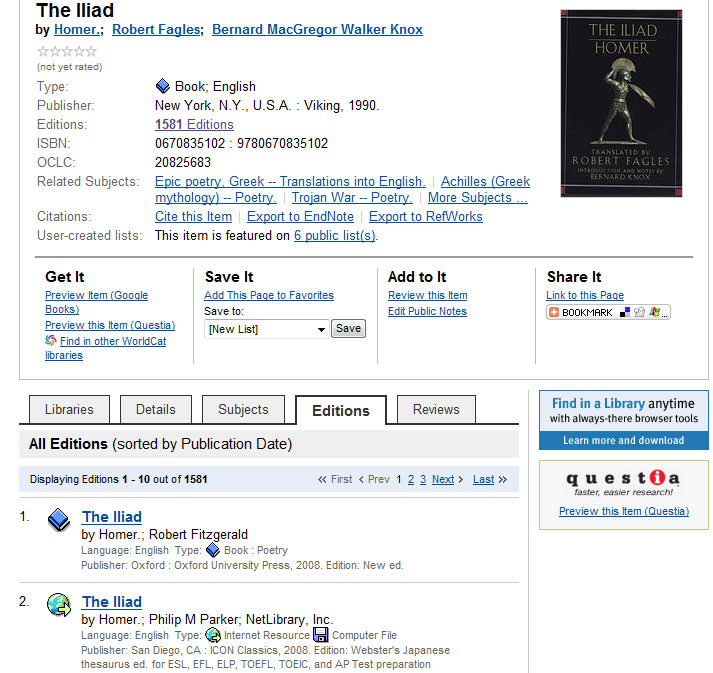 The Iliad
by Homer.; Robert Fagles; Bernard MacGregor Walker Knox
(not yet rated)
Type: Book; English
Publisher: New York, N.Y., U.S.A. : Viking, 1990.
Editions: 1581 Editions
ISBN: 0670835102 : 9780670835102
OCLC: 20825683
Related Subjects: Epic poetry, Greek -- Translations into English. | Achilles (Greek
mythology) -- Poetry. | Trojan War -- Poetry. | More Subjects ...
Citations: Cite this Item | Export to EndNote | Export to RefWorks
User-created lists: This item is featured on 6 public list(s).
THE ILIAD
HOMER
TRANSLATED BY
ROBERT FAGLES
INTRODUCTION AND NOTES BY
BERNARD KNOX
Get It
Preview Item (Google
Books)
Preview this Item (Questia)
Find in other WorldCat
libraries
Save It
Add This Page to Favorites
Save to:
[New List] Save
Add to It
Review this Item
Edit Public Notes
Share It
Link to this Page
BOOKMARK ...
Libraries Details Subjects Editions Reviews
All Editions (sorted by Publication Date)
Displaying Editions 1 - 10 out of 1581 << First < Prev 1 2 3 Next > Last >>
1. The Iliad
by Homer.; Robert Fitzgerald
Language: English Type: Book : Poetry
Publisher: Oxford : Oxford University Press, 2008. Edition: New ed.
2. The Iliad
by Homer.; Philip M Parker; NetLibrary, Inc.
Language: English Type: Internet Resource Computer File
Publisher: San Diego, CA : ICON Classics, 2008. Edition: Webster's Japanese
thesaurus ed. for ESL, EFL, ELP, TOEFL, TOEIC, and AP Test preparation
Find in a Library anytime
with always-there browser tools
Learn more and download
questia
faster, easier research!
Preview this Item (Questia)